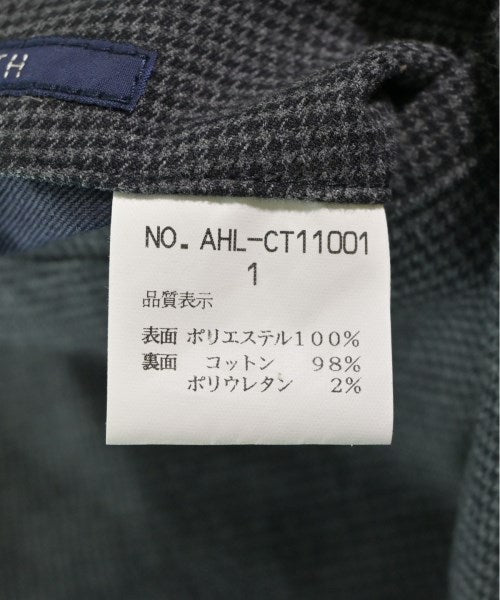 TH
NO. AHL-CT11001
1
品質表示
表面 ポリエステル100%
裏面 コットン 98%
ポリウレタン 2%